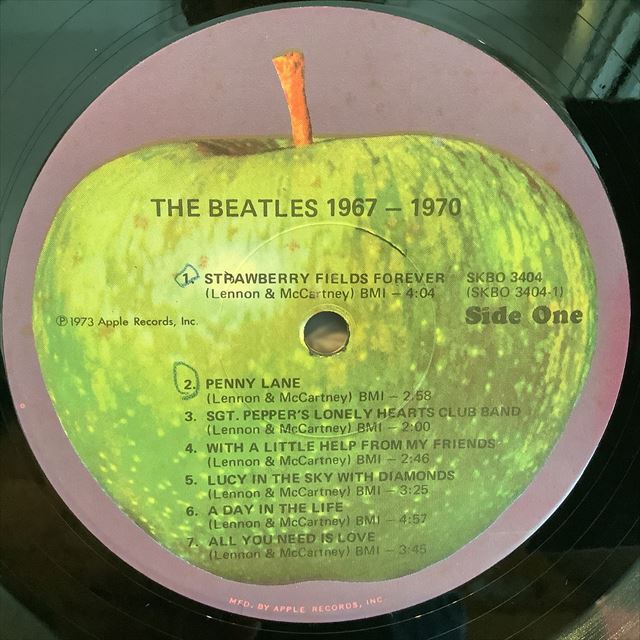 THE BEATLES 1967 – 1970
1. STRAWBERRY FIELDS FOREVER
(Lennon & McCartney) BMI – 4:04
SKBO 3404
(SKBO 3404-1)
℗1973 Apple Records, Inc.
Side One
2. PENNY LANE
(Lennon & McCartney) BMI – 2:58
3. SGT. PEPPER'S LONELY HEARTS CLUB BAND
(Lennon & McCartney) BMI – 2:00
4. WITH A LITTLE HELP FROM MY FRIENDS
(Lennon & McCartney) BMI – 2:46
5. LUCY IN THE SKY WITH DIAMONDS
(Lennon & McCartney) BMI – 3:25
6. A DAY IN THE LIFE
(Lennon & McCartney) BMI – 4:57
7. ALL YOU NEED IS LOVE
(Lennon & McCartney) BMI – 3:45
MFD. BY APPLE RECORDS, INC.